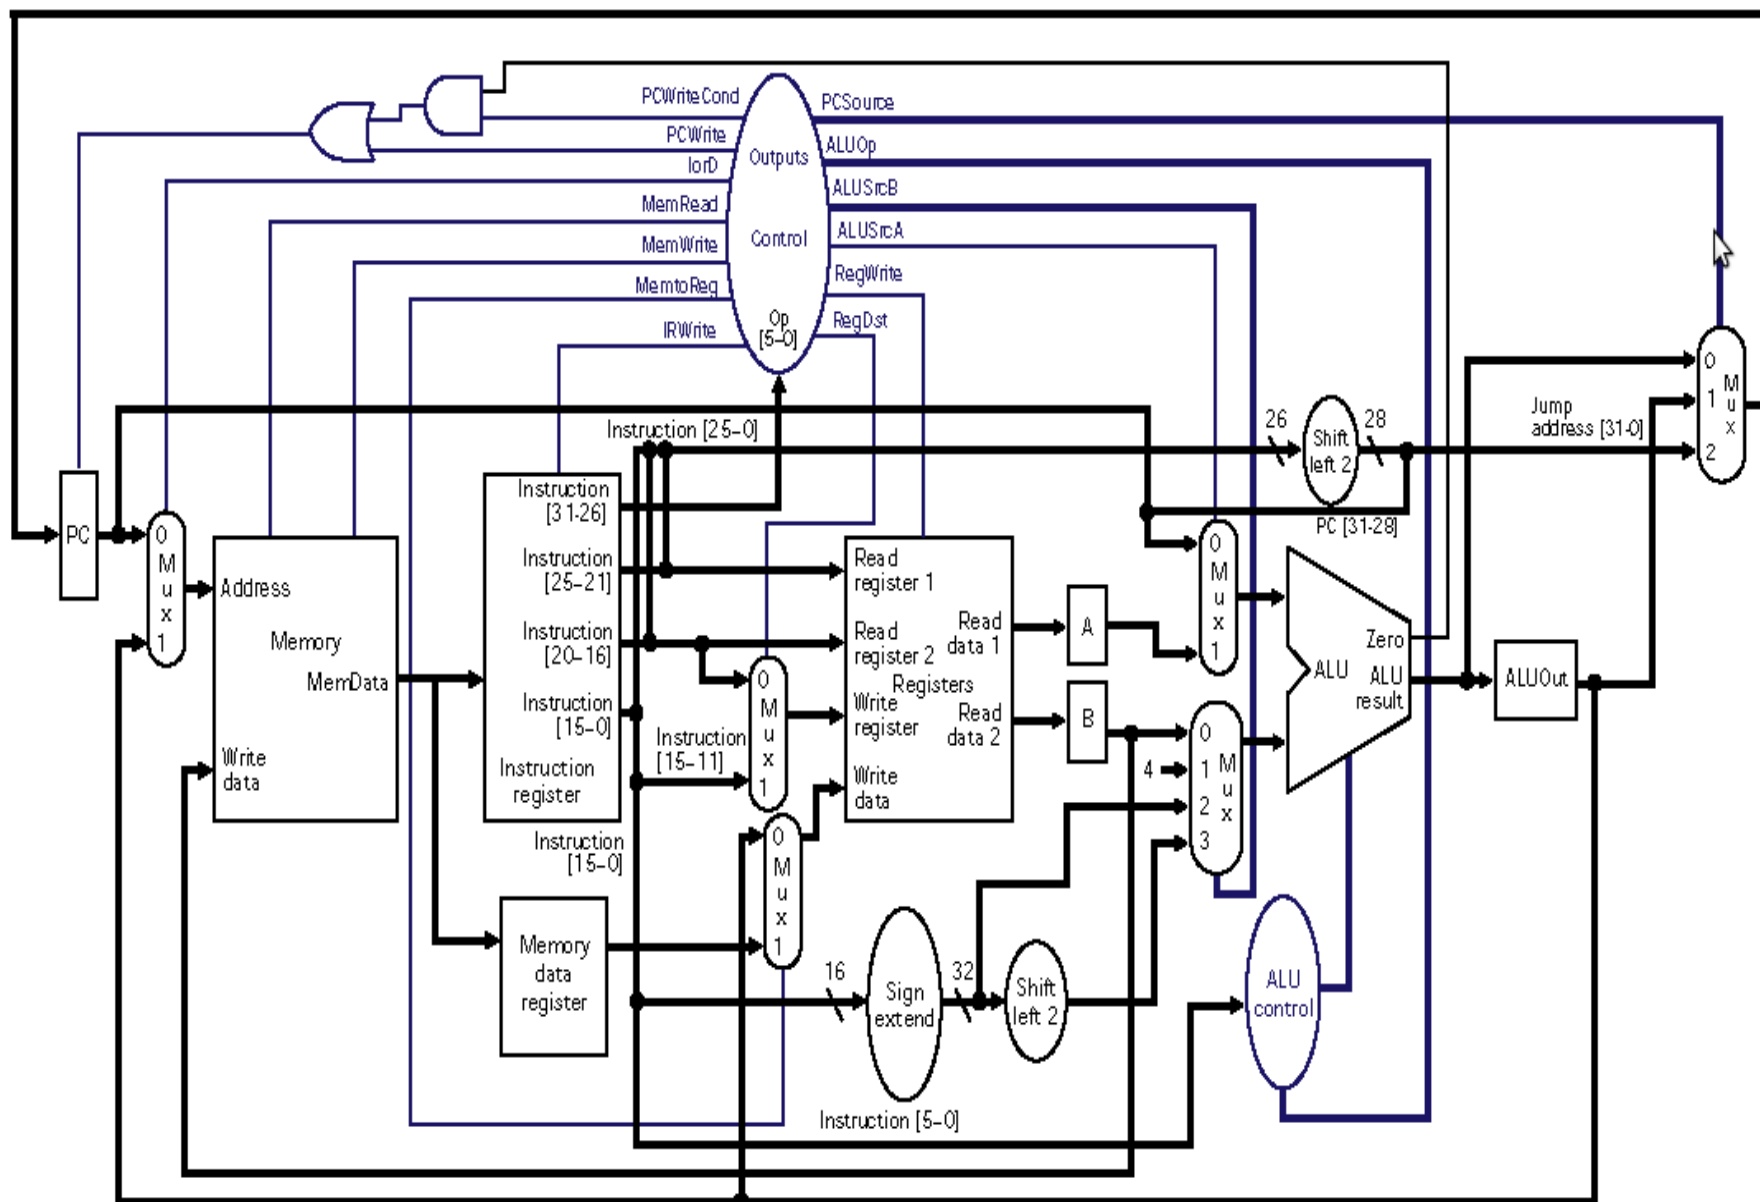 PCWriteCond
PCWrite
IorD
MemRead
MemWrite
MemtoReg
IRWrite
Outputs
Control
Op
[5–0]
PCSource
ALUOp
ALUSrcB
ALUSrcA
RegWrite
RegDst
Instruction [25–0]
26
Shift
left 2
28
Jump
address [31-0]
PC [31-28]
0
1
2
M
u
x
PC
0
M
u
x
1
Address
Memory
MemData
Write
data
Instruction
[31-26]
Instruction
[25–21]
Instruction
[20–16]
Instruction
[15–0]
Instruction
register
Instruction
[15–0]
Instruction
[15–11]
0
M
u
x
1
0
M
u
x
1
Memory
data
register
Read
register 1
Read
register 2
Registers
Write
register
Write
data
Read
data 1
Read
data 2
A
B
4
0
M
u
x
1
0
1
2
3
M
u
x
ALU
Zero
ALU
result
ALUOut
16
Sign
extend
32
Shift
left 2
ALU
control
Instruction [5–0]